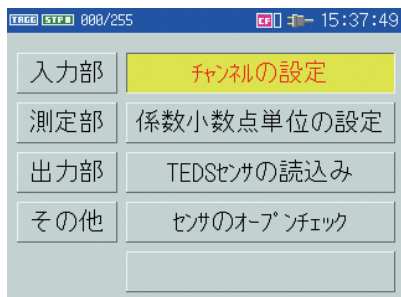 TRGG STPM 000/255 CF 15:37:49
入力部 ﾁｬﾝﾈﾙの設定
測定部 係数小数点単位の設定
出力部 TEDSｾﾝｻの読込み
その他 ｾﾝｻのｵｰﾌﾟﾝﾁｪｯｸ